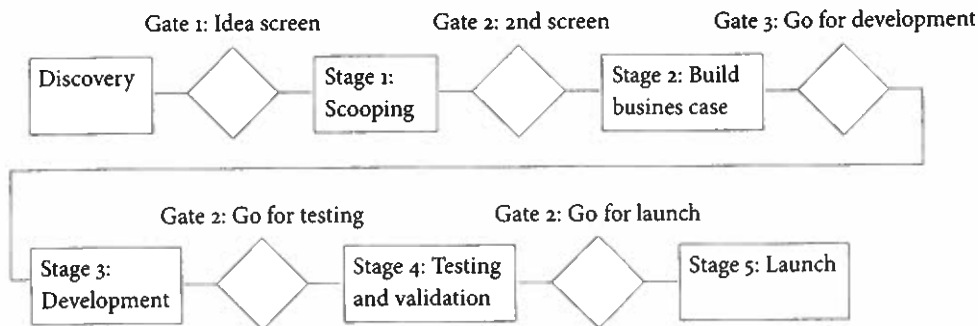 Gate 1: Idea screen
Gate 2: 2nd screen
Gate 3: Go for development
Discovery
Stage 1:
Scooping
Stage 2: Build
busines case
Gate 2: Go for testing
Gate 2: Go for launch
Stage 3:
Development
Stage 4: Testing
and validation
Stage 5: Launch